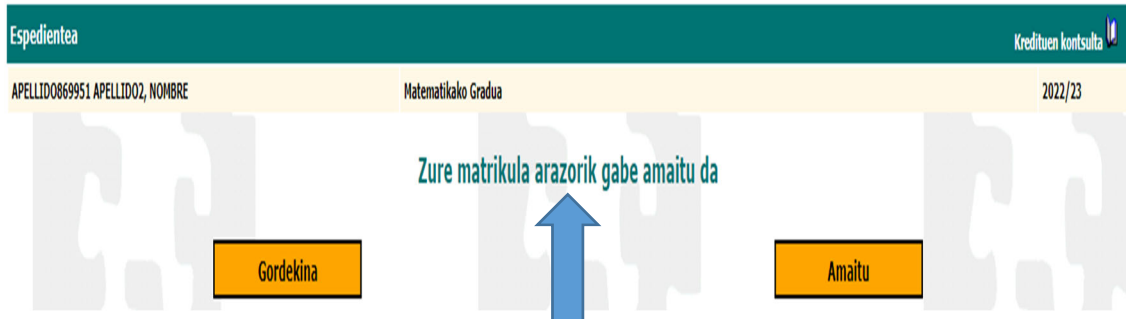 Espedientea
Kredituen kontsulta
APELLIDO869951 APELLIDO2, NOMBRE
Matematikako Gradua
2022/23
Zure matrikula arazorik gabe amaitu da
Gordekina
Amaitu